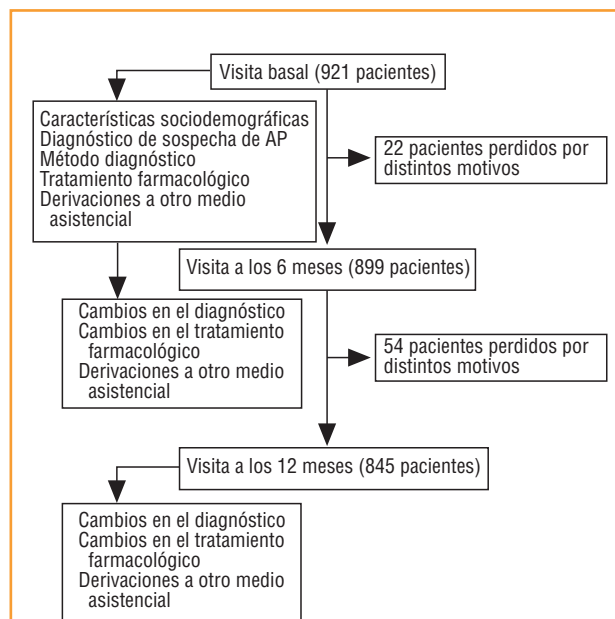 Visita basal (921 pacientes)
Características sociodemográficas
Diagnóstico de sospecha de AP
Método diagnóstico
Tratamiento farmacológico
Derivaciones a otro medio
asistencial
22 pacientes perdidos por
distintos motivos
Visita a los 6 meses (899 pacientes)
Cambios en el diagnóstico
Cambios en el tratamiento
farmacológico
Derivaciones a otro medio
asistencial
54 pacientes perdidos por
distintos motivos
Visita a los 12 meses (845 pacientes)
Cambios en el diagnóstico
Cambios en el tratamiento
farmacológico
Derivaciones a otro medio
asistencial